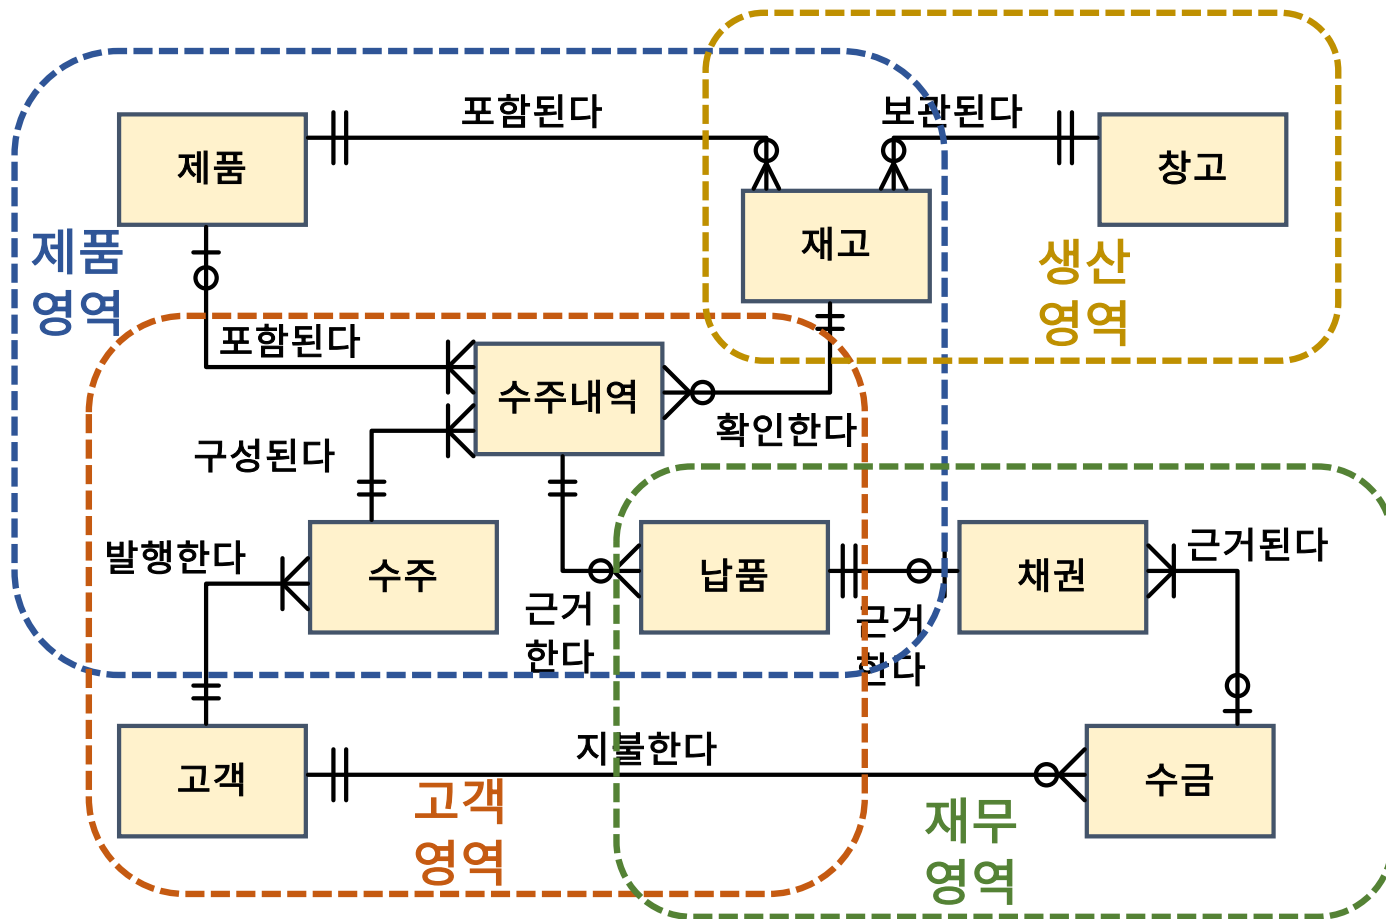 포함된다
보관된다
제품
창고
재고
제품
영역
생산
영역
포함된다
수주내역
확인한다
구성된다
발행한다
수주
납품
채권
근거된다
근거
한다
근거
한다
고객
지불한다
수금
고객
영역
재무
영역